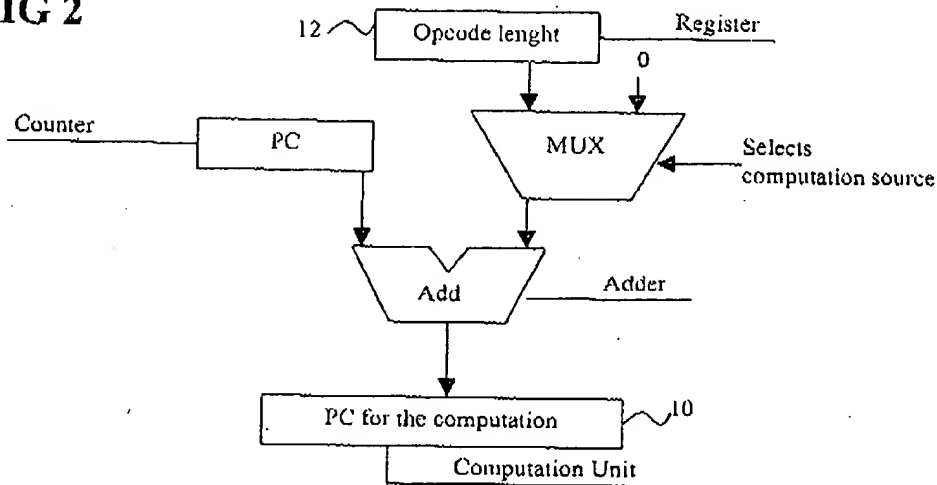 IG 2
12
Opcode lenght
Register
0
Counter
PC
MUX
Selects
computation source
Add
Adder
PC for the computation
10
Computation Unit